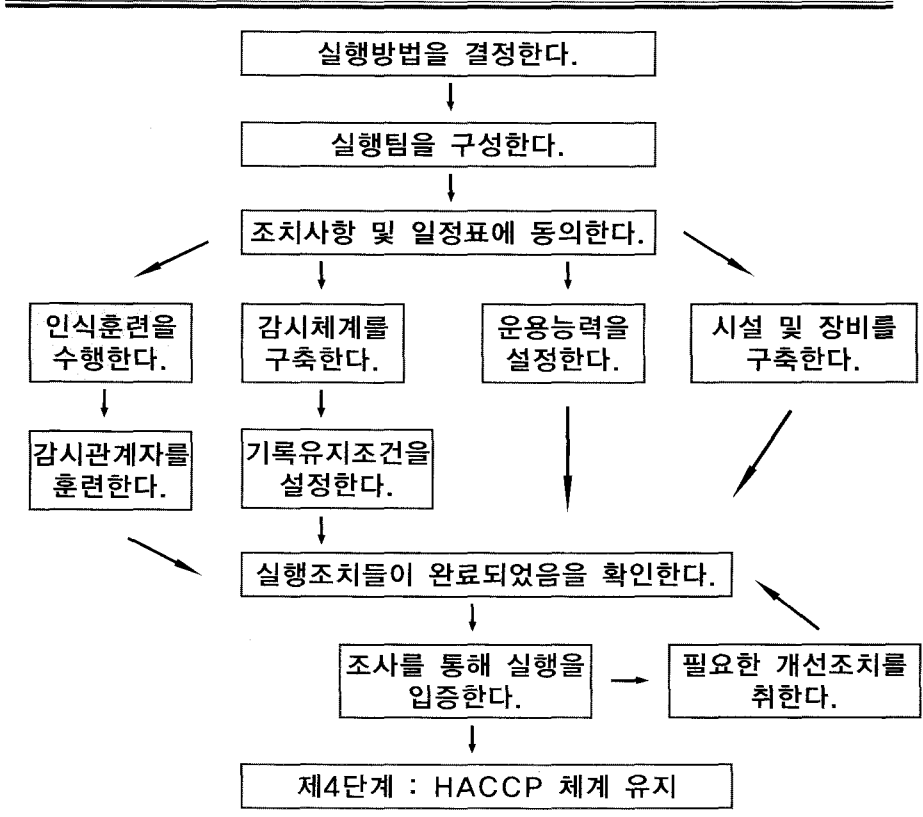 실행방법을 결정한다.
실행팀을 구성한다.
조치사항 및 일정표에 동의한다.
인식훈련을
수행한다.
감시체계를
구축한다.
운용능력을
설정한다.
시설 및 장비를
구축한다.
감시관계자를
훈련한다.
기록유지조건을
설정한다.
실행조치들이 완료되었음을 확인한다.
조사를 통해 실행을
입증한다.
필요한 개선조치를
취한다.
제4단계 : HACCP 체계 유지